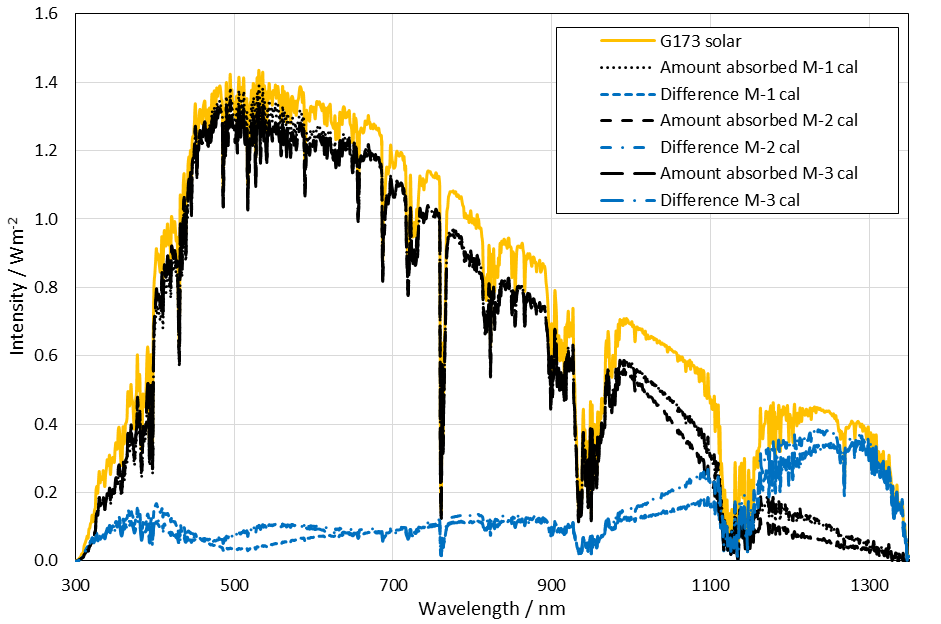 1.6
1.4
1.2
1.0
0.8
0.6
0.4
0.2
0.0
Intensity / Wm-2
300 500 700 900 1100 1300
Wavelength / nm
G173 solar
Amount absorbed M-1 cal
Difference M-1 cal
Amount absorbed M-2 cal
Difference M-2 cal
Amount absorbed M-3 cal
Difference M-3 cal